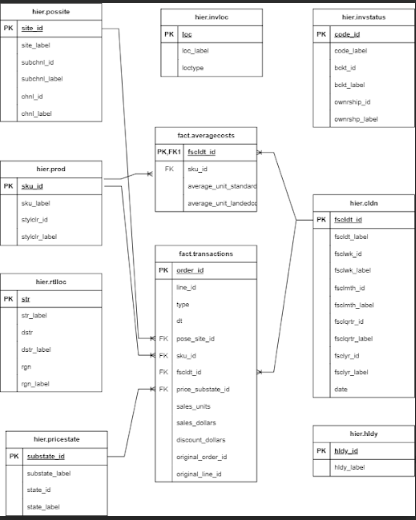 hier.possite
PK site_id
site_label
subchnl_id
subchnl_label
chnl_id
chnl_label
hier.prod
PK sku_id
sku_label
stylclr_id
stylclr_label
hier.rtlloc
PK str
str_label
dstr
dstr_label
rgn
rgn_label
hier.pricestate
PK substate_id
substate_label
state_id
state_label
hier.invloc
PK loc
loc_label
loctype
fact.averagecosts
PK,FK1 fscldt_id
FK sku_id
average_unit_standard
average_unit_landedco
fact.transactions
PK order_id
line_id
type
dt
FK pose_site_id
FK sku_id
FK fscldt_id
FK price_substate_id
sales_units
sales_dollars
discount_dollars
original_order_id
original_line_id
hier.invstatus
PK code_id
code_label
bckt_id
bckt_label
ownrship_id
ownrshp_label
hier.cldn
PK fscldt_id
fscldt_label
fsclwk_id
fsclwk_label
fsclmth_id
fsclmth_label
fsclqrtr_id
fsclqrtr_label
fsclyr_id
fsclyr_label
date
hier.hldy
PK hldy_id
hldy_label